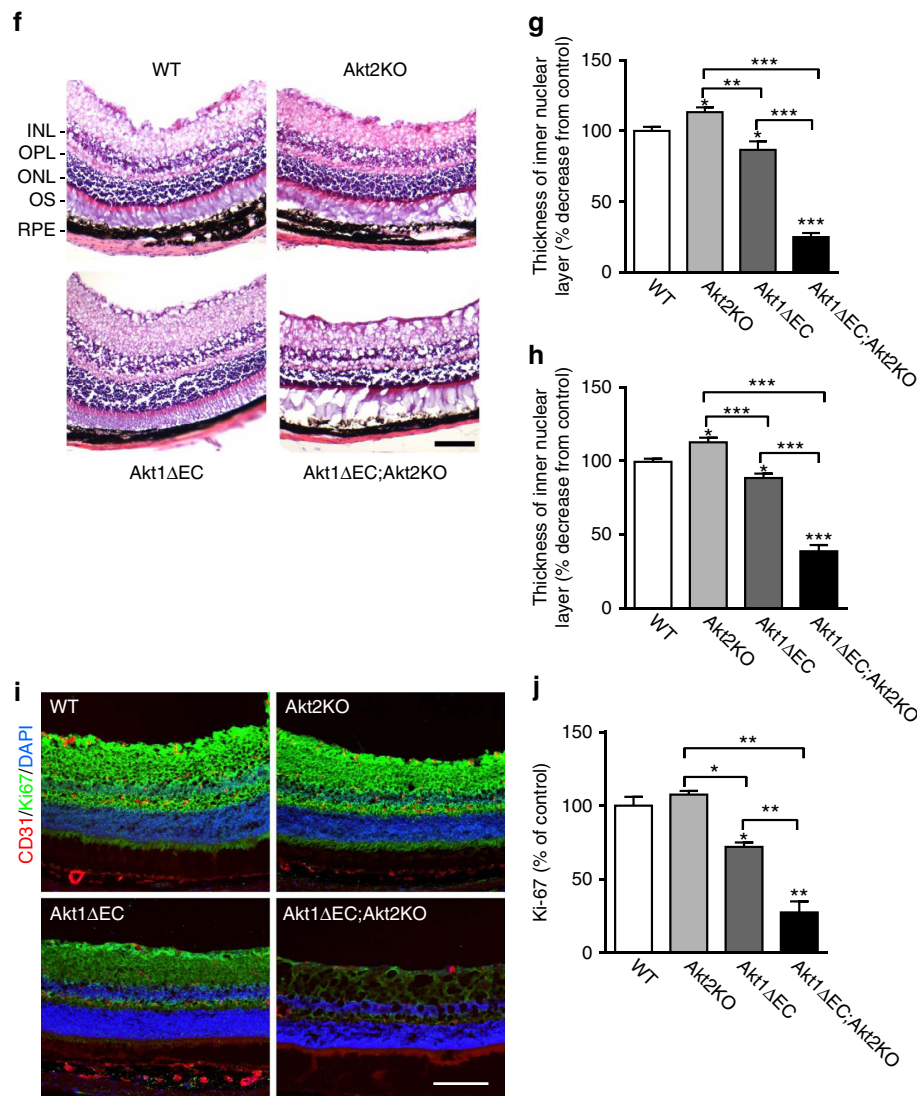 f
WT
Akt2KO
INL
OPL
ONL
OS
RPE
Akt1ΔEC
Akt1ΔEC;Akt2KO
g
Thickness of inner nuclear
layer (% decrease from control)
150
100
50
0
***
**
***
*
*
***
WT
Akt2KO
Akt1ΔEC
Akt1ΔEC;Akt2KO
h
Thickness of inner nuclear
layer (% decrease from control)
150
100
50
0
***
***
***
*
*
***
WT
Akt2KO
Akt1ΔEC
Akt1ΔEC;Akt2KO
i
CD31/Ki67/DAPI
WT
Akt2KO
Akt1ΔEC
Akt1ΔEC;Akt2KO
j
Ki-67 (% of control)
150
100
50
0
**
*
**
*
**
WT
Akt2KO
Akt1ΔEC
Akt1ΔEC;Akt2KO